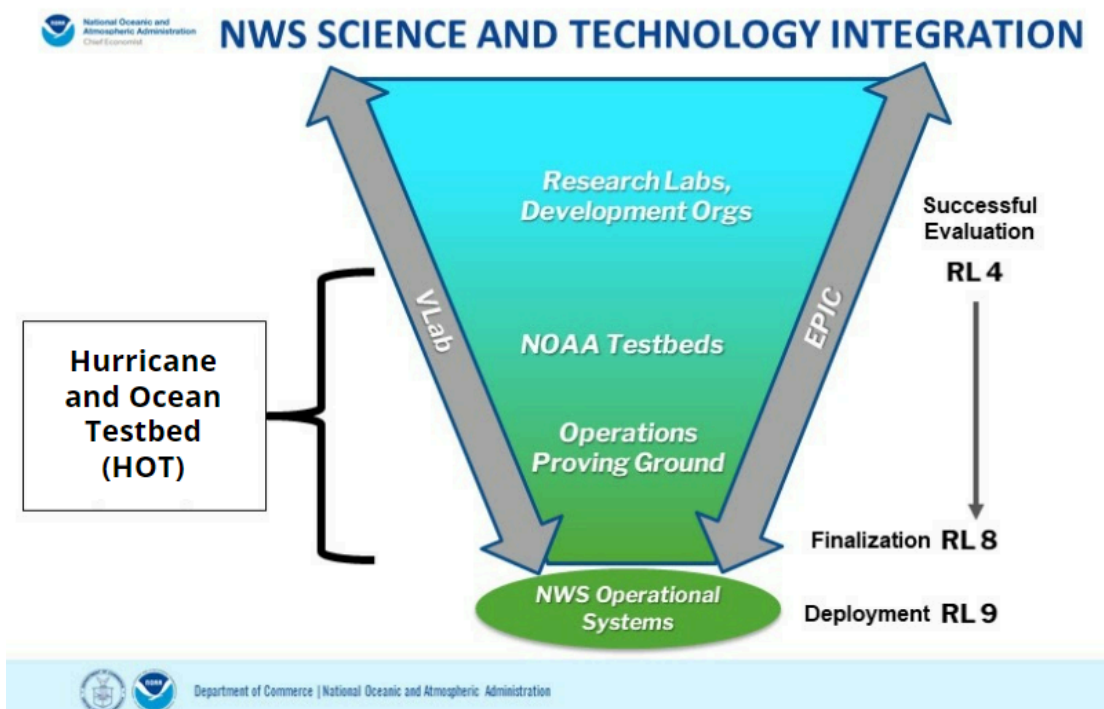 National Oceanic and
Atmospheric Administration
Chief Economist
NWS SCIENCE AND TECHNOLOGY INTEGRATION
Research Labs,
Development Orgs
Successful
Evaluation
RL 4
VLab
EPIC
NOAA Testbeds
Hurricane
and Ocean
Testbed
(HOT)
Operations
Proving Ground
Finalization RL 8
NWS Operational
Systems
Deployment RL 9
Department of Commerce | National Oceanic and Atmospheric Administration